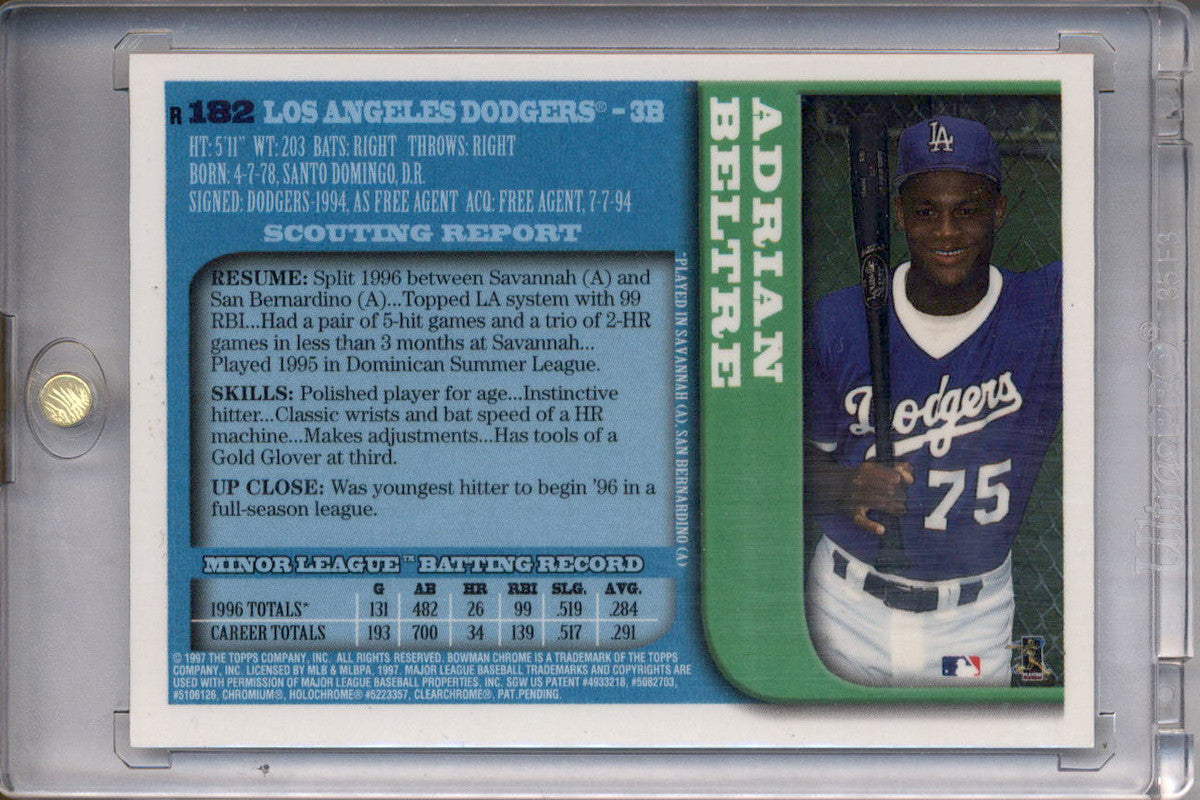 R 182 LOS ANGELES DODGERS® – 3B
HT: 5'11" WT: 203 BATS: RIGHT THROWS: RIGHT
BORN: 4-7-78, SANTO DOMINGO, D.R.
SIGNED: DODGERS-1994, AS FREE AGENT ACQ: FREE AGENT, 7-7-94
SCOUTING REPORT
RESUME: Split 1996 between Savannah (A) and
San Bernardino (A)...Topped LA system with 99
RBI...Had a pair of 5-hit games and a trio of 2-HR
games in less than 3 months at Savannah...
Played 1995 in Dominican Summer League.
SKILLS: Polished player for age...Instinctive
hitter...Classic wrists and bat speed of a HR
machine...Makes adjustments...Has tools of a
Gold Glover at third.
UP CLOSE: Was youngest hitter to begin '96 in a
full-season league.
MINOR LEAGUE™ BATTING RECORD
G AB HR RBI SLG. AVG.
1996 TOTALS* 131 482 26 99 .519 .284
CAREER TOTALS 193 700 34 139 .517 .291
© 1997 THE TOPPS COMPANY, INC. ALL RIGHTS RESERVED. BOWMAN CHROME IS A TRADEMARK OF THE TOPPS
COMPANY, INC. LICENSED BY MLB & MLBPA, 1997. MAJOR LEAGUE BASEBALL TRADEMARKS AND COPYRIGHTS ARE
USED WITH PERMISSION OF MAJOR LEAGUE BASEBALL PROPERTIES, INC. SGW US PATENT #4933218, #5082703,
#5106126, CHROMIUM®, HOLOCHROME® #5223357, CLEARCHROME®, PAT.PENDING.
*PLAYED IN SAVANNAH (A), SAN BERNARDINO (A)
ADRIAN
BELTRE
LA
Dodgers
75
UltraPRO®